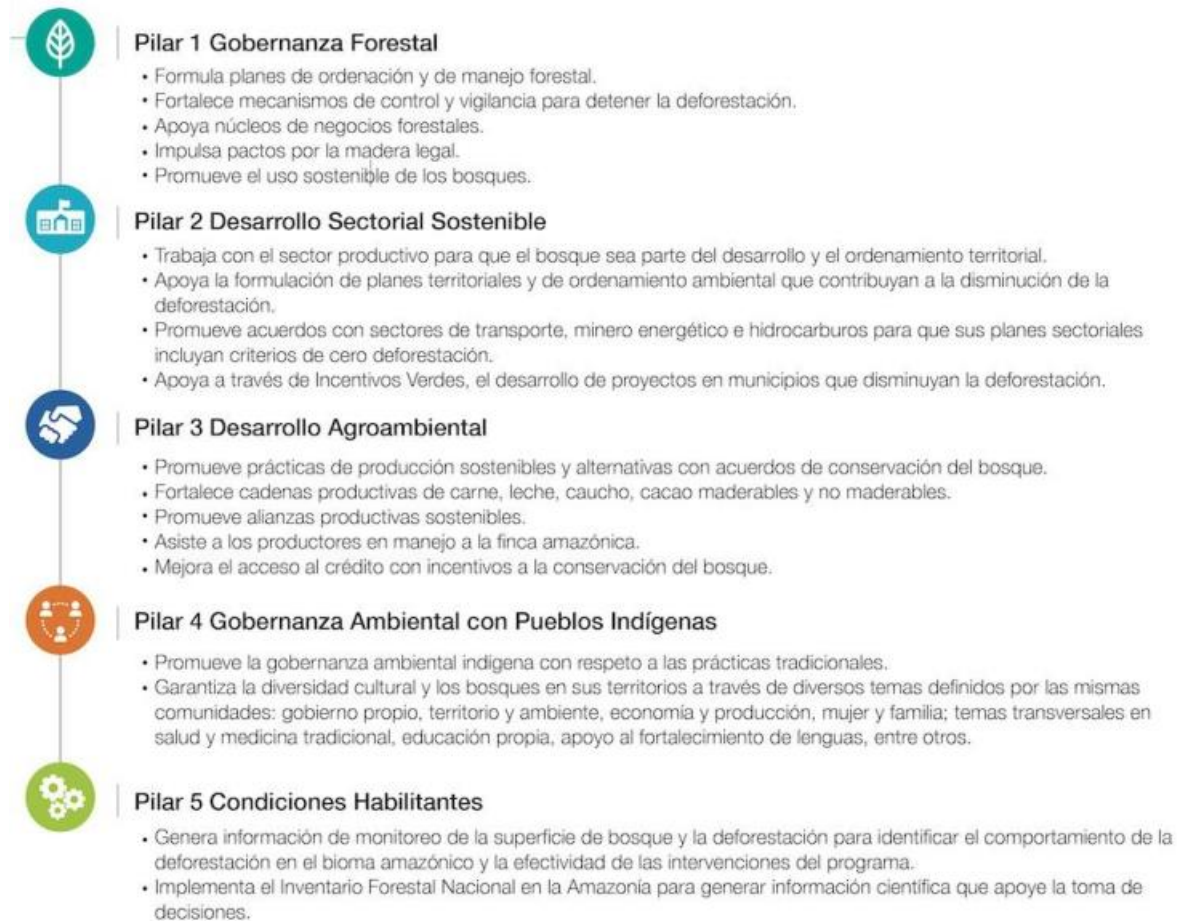 Pilar 1 Gobernanza Forestal
• Formula planes de ordenación y de manejo forestal.
• Fortalece mecanismos de control y vigilancia para detener la deforestación.
• Apoya núcleos de negocios forestales.
• Impulsa pactos por la madera legal.
• Promueve el uso sostenible de los bosques.
Pilar 2 Desarrollo Sectorial Sostenible
• Trabaja con el sector productivo para que el bosque sea parte del desarrollo y el ordenamiento territorial.
• Apoya la formulación de planes territoriales y de ordenamiento ambiental que contribuyan a la disminución de la
deforestación.
• Promueve acuerdos con sectores de transporte, minero energético e hidrocarburos para que sus planes sectoriales
incluyan criterios de cero deforestación.
• Apoya a través de Incentivos Verdes, el desarrollo de proyectos en municipios que disminuyan la deforestación.
Pilar 3 Desarrollo Agroambiental
• Promueve prácticas de producción sostenibles y alternativas con acuerdos de conservación del bosque.
• Fortalece cadenas productivas de carne, leche, caucho, cacao maderables y no maderables.
• Promueve alianzas productivas sostenibles.
• Asiste a los productores en manejo a la finca amazónica.
• Mejora el acceso al crédito con incentivos a la conservación del bosque.
Pilar 4 Gobernanza Ambiental con Pueblos Indígenas
• Promueve la gobernanza ambiental indígena con respeto a las prácticas tradicionales.
• Garantiza la diversidad cultural y los bosques en sus territorios a través de diversos temas definidos por las mismas
comunidades: gobierno propio, territorio y ambiente, economía y producción, mujer y familia; temas transversales en
salud y medicina tradicional, educación propia, apoyo al fortalecimiento de lenguas, entre otros.
Pilar 5 Condiciones Habilitantes
• Genera información de monitoreo de la superficie de bosque y la deforestación para identificar el comportamiento de la
deforestación en el bioma amazónico y la efectividad de las intervenciones del programa.
• Implementa el Inventario Forestal Nacional en la Amazonía para generar información científica que apoye la toma de
decisiones.